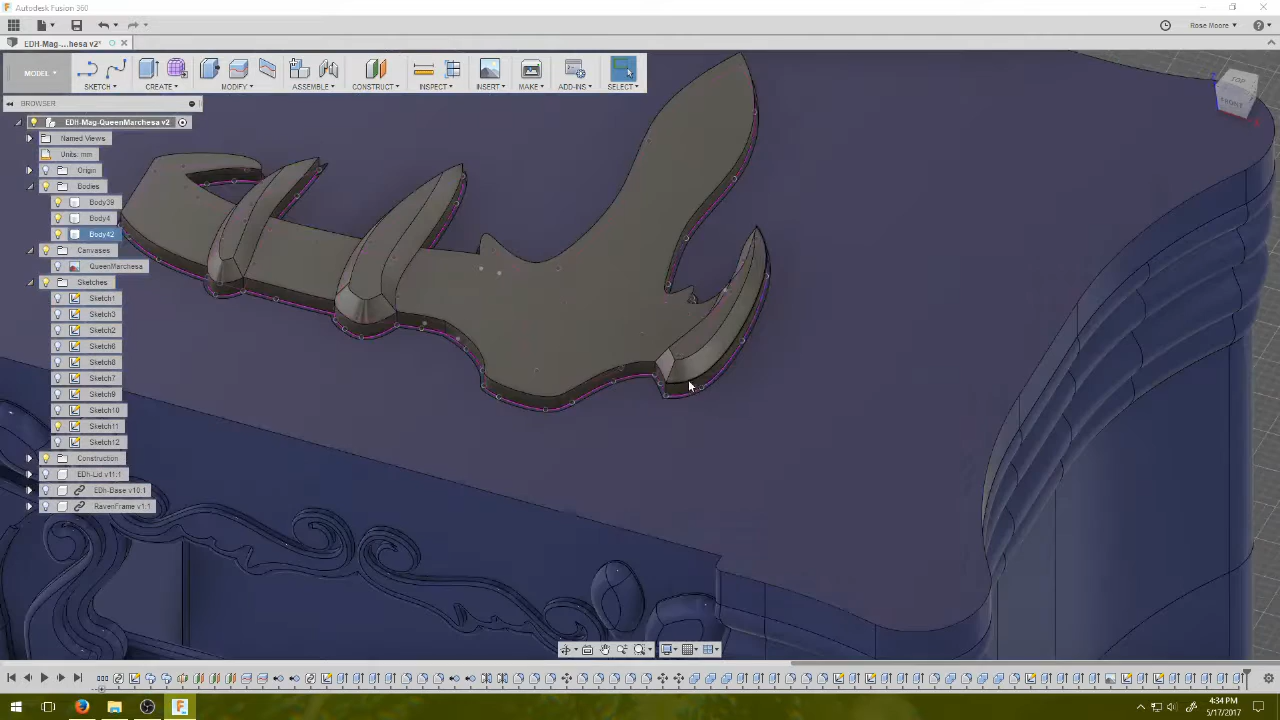 Autodesk Fusion 360
Rose Moore
EDH-Mag-...hesa v2*
MODEL
SKETCH
CREATE
MODIFY
ASSEMBLE
CONSTRUCT
INSPECT
INSERT
MAKE
ADD-INS
SELECT
TOP
FRONT
BROWSER
EDH-Mag-QueenMarchesa v2
Named Views
Units: mm
Origin
Bodies
Body39
Body4
Body42
Canvases
QueenMarchesa
Sketches
Sketch1
Sketch3
Sketch2
Sketch6
Sketch8
Sketch7
Sketch9
Sketch10
Sketch11
Sketch12
Construction
EDh-Lid v11:1
EDh-Base v10:1
RavenFrame v1:1
4:34 PM
5/17/2017